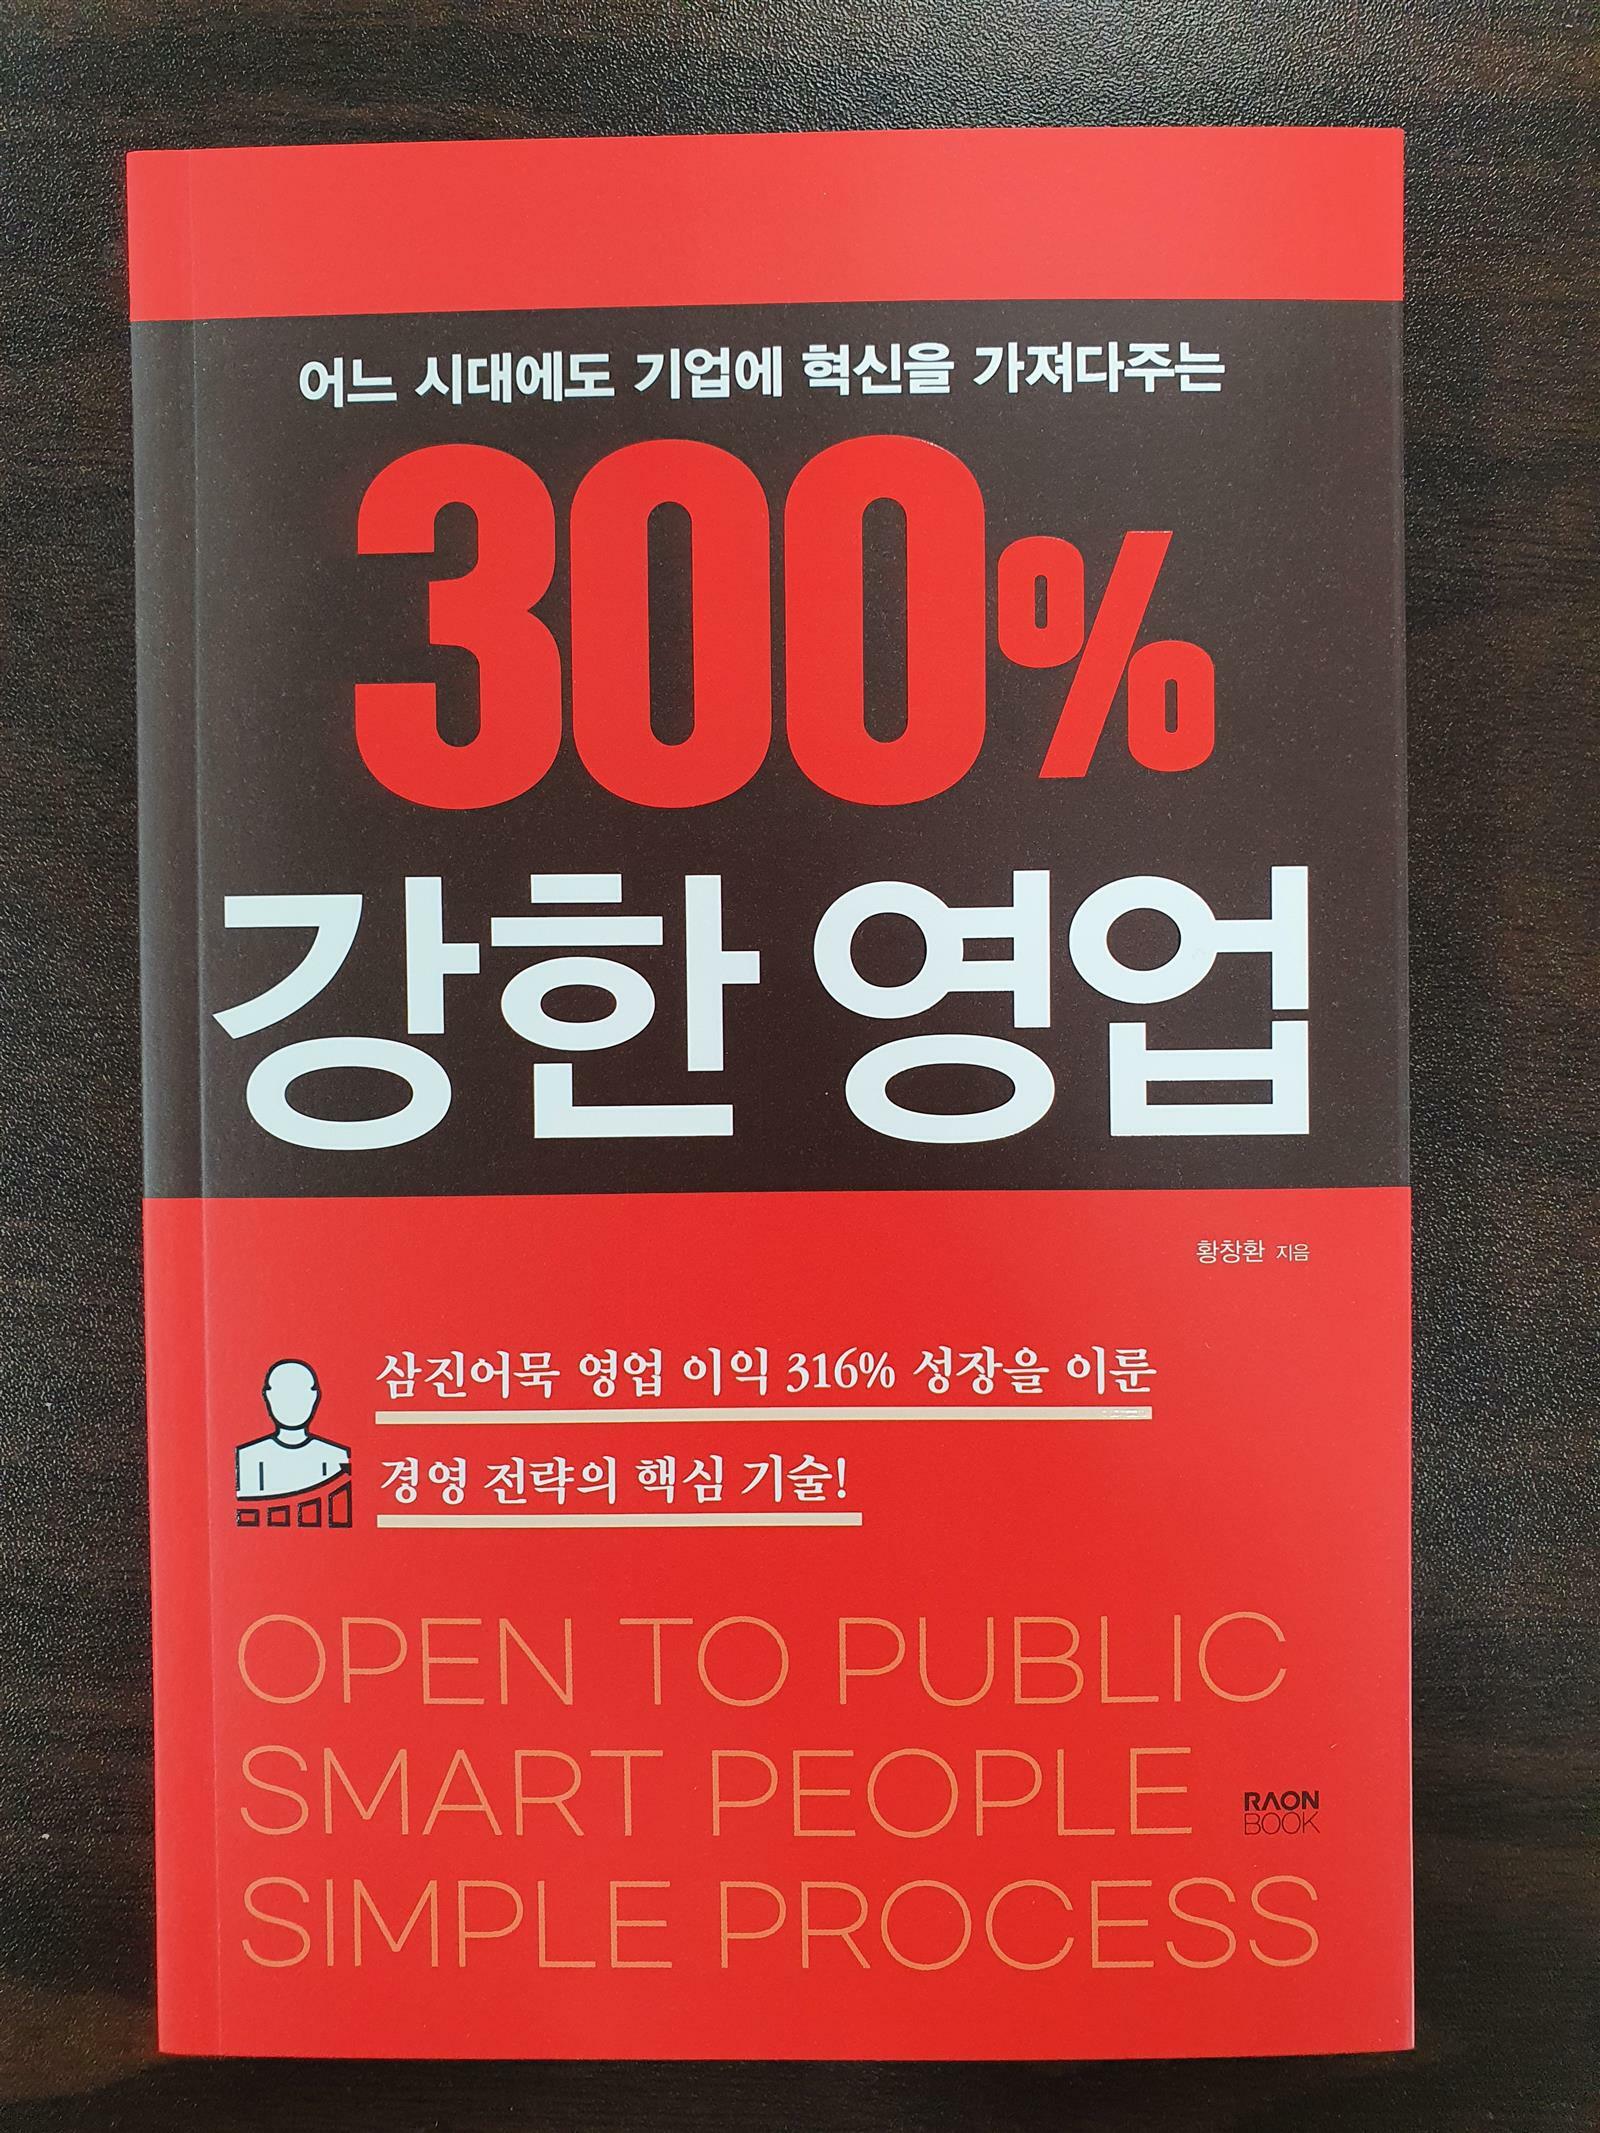 어느 시대에도 기업에 혁신을 가져다주는
300%
강한 영업
황창환 지음
삼진어묵 영업 이익 316% 성장을 이룬
경영 전략의 핵심 기술!
OPEN TO PUBLIC
SMART PEOPLE
RAON
BOOK
SIMPLE PROCESS